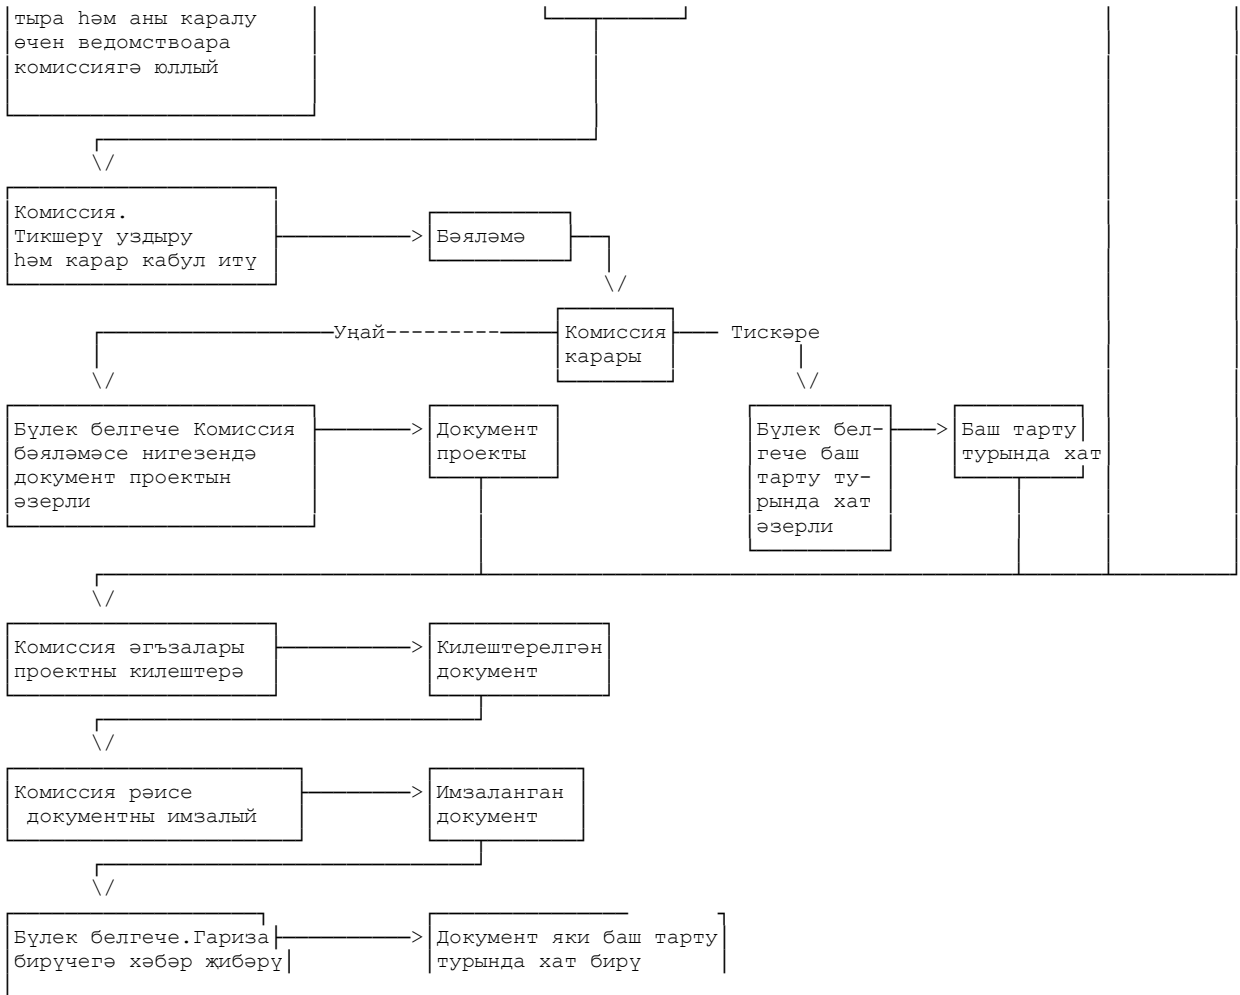 тыра һәм аны каралу
өчен ведомствоара
комиссиягә юллый
Комиссия.
Тикшерү уздыру
һәм карар кабул итү
Бәяләмә
Уңай
Комиссия
карары
Тискәре
Бүлек белгече Комиссия
бәяләмәсе нигезендә
документ проектын
әзерли
Документ
проекты
Бүлек бел-
гече баш
тарту ту-
рында хат
әзерли
Баш тарту
турында хат
Комиссия әгъзалары
проектны килештерә
Килештерелгән
документ
Комиссия рәисе
документны имзалый
Имзаланган
документ
Бүлек белгече.Гариза
бирүчегә хәбәр җибәрү
Документ яки баш тарту
турында хат бирү